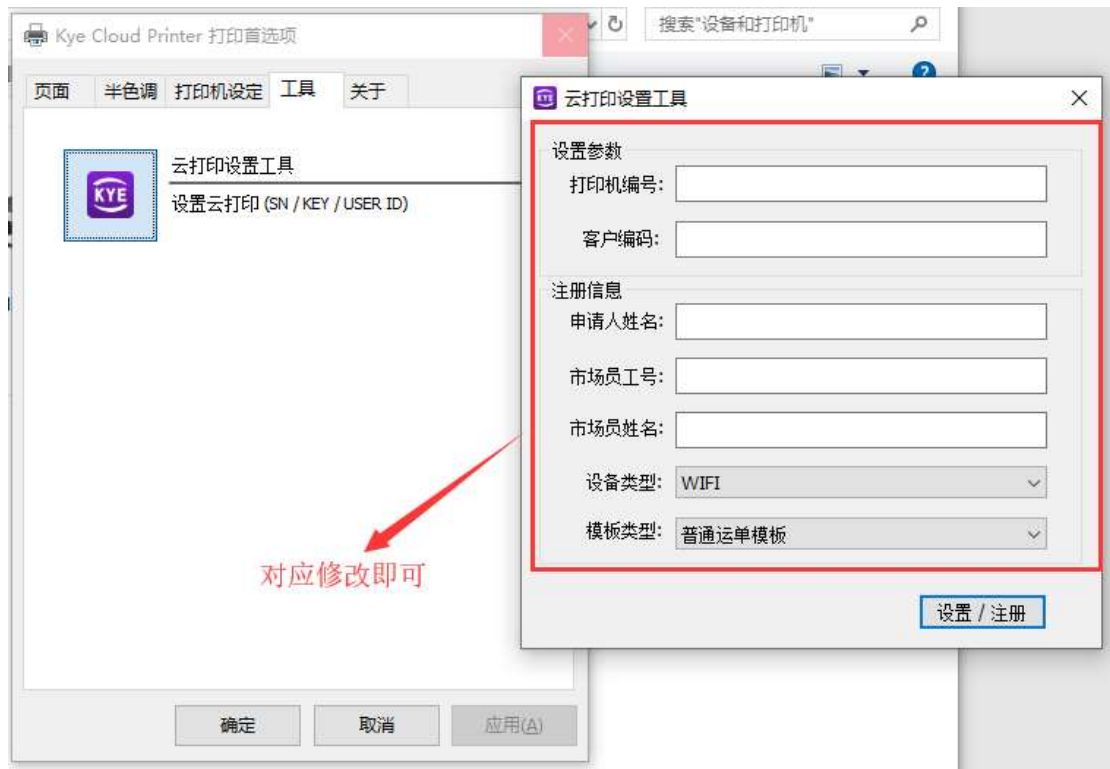 Kye Cloud Printer 打印首选项
搜索"设备和打印机"
页面
半色调
打印机设定
工具
关于
KYE
云打印设置工具
设置云打印 (SN / KEY / USER ID)
对应修改即可
确定
取消
应用(A)
云打印设置工具
设置参数
打印机编号:
客户编码:
注册信息
申请人姓名:
市场员工号:
市场员姓名:
设备类型: WIFI
模板类型: 普通运单模板
设置 / 注册